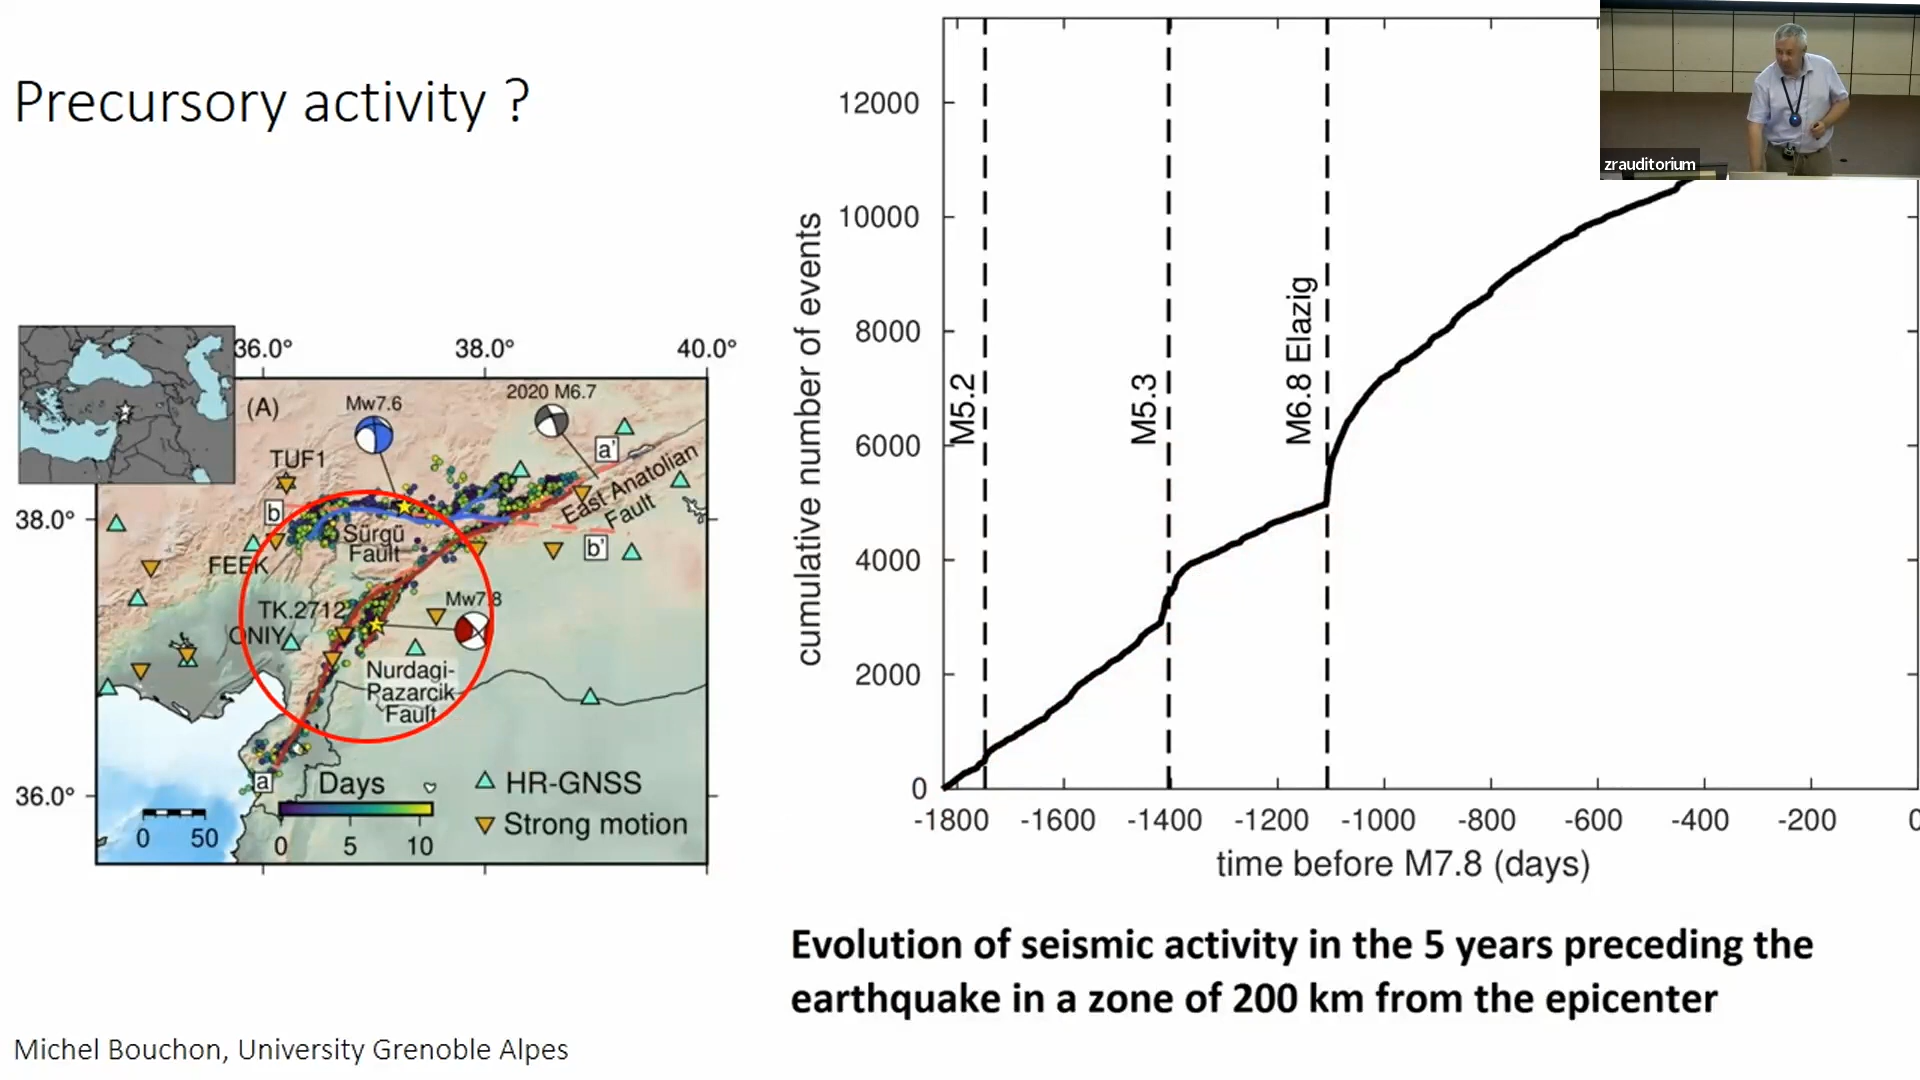 Precursory activity ?
36.0°
38.0°
40.0°
(A)
Mw7.6
2020 M6.7
TUF1
a'
East Anatolian
Fault
b
38.0°
Sürgü
Fault
b'
FEEK
TK.2712
Mw7.8
ONIY
Nurdagi-
Pazarcik
Fault
a
Days
0 5 10
HR-GNSS
Strong motion
36.0°
0 50
zrauditorium
cumulative number of events
12000
10000
8000
6000
4000
2000
0
M5.2
M5.3
M6.8 Elazig
-1800 -1600 -1400 -1200 -1000 -800 -600 -400 -200 0
time before M7.8 (days)
Evolution of seismic activity in the 5 years preceding the
earthquake in a zone of 200 km from the epicenter
Michel Bouchon, University Grenoble Alpes